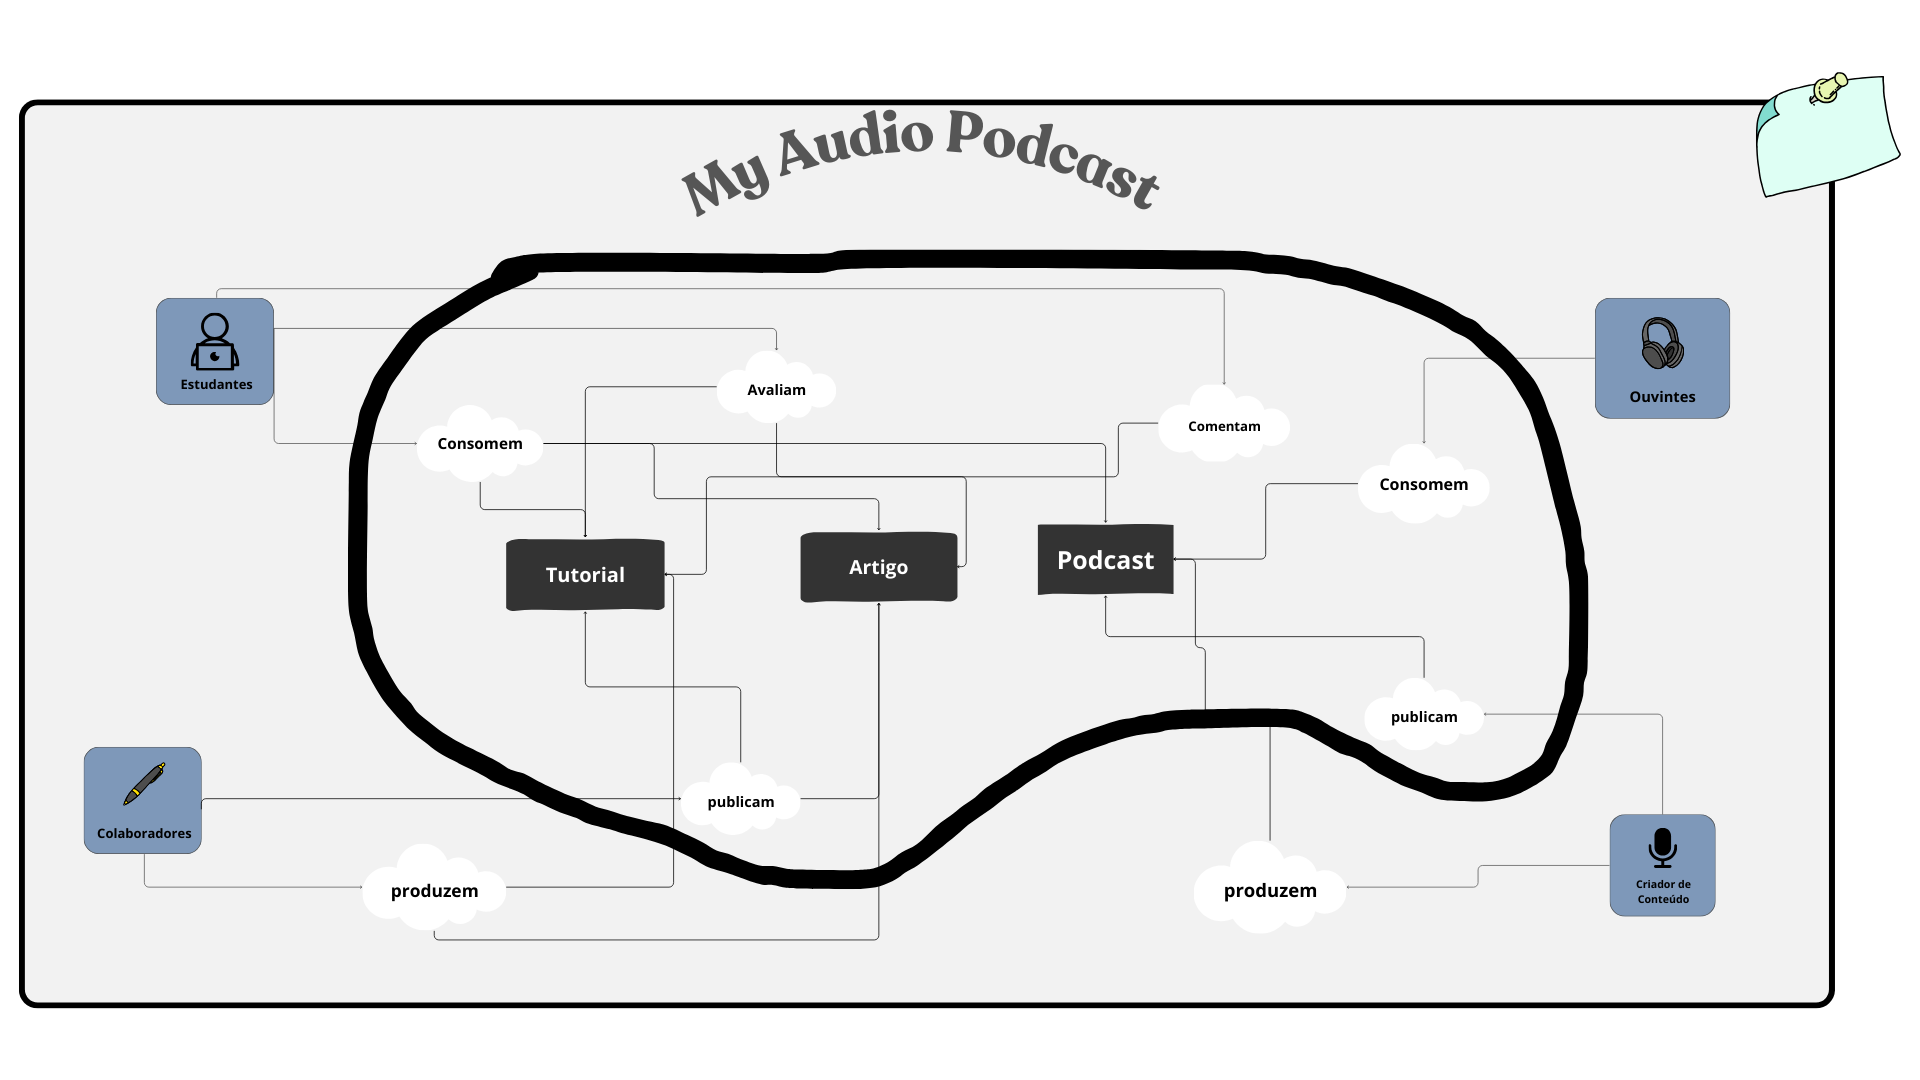 My Audio Podcast
Estudantes
Ouvintes
Avaliam
Comentam
Consomem
Consomem
Tutorial
Artigo
Podcast
publicam
publicam
Colaboradores
produzem
produzem
Criador de
Conteúdo